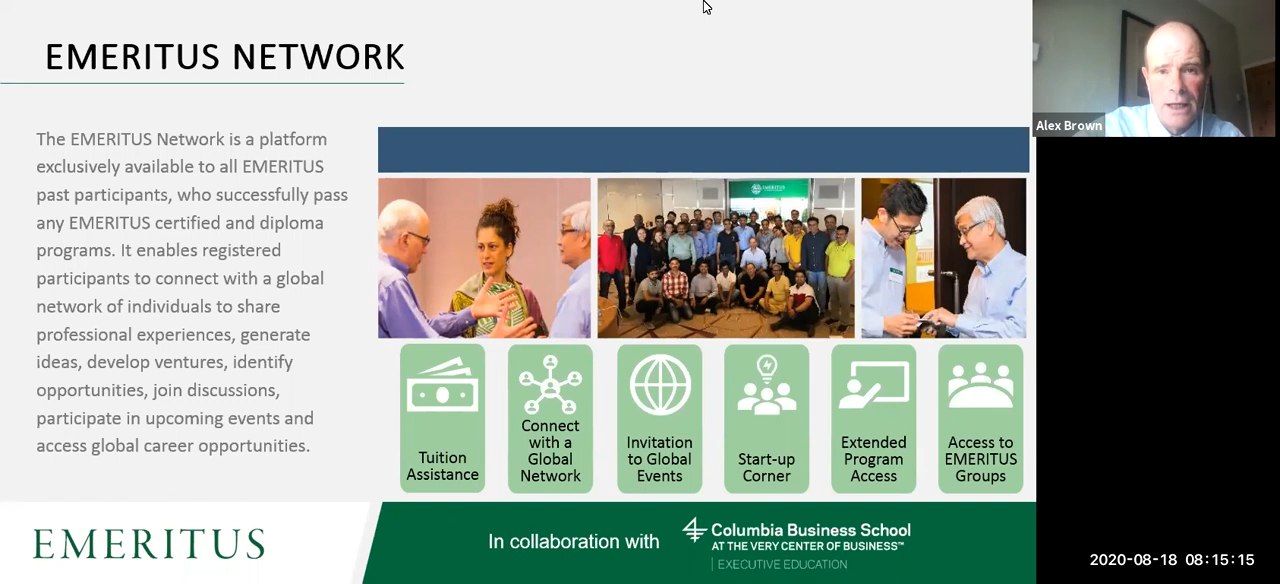 EMERITUS NETWORK
Alex Brown
The EMERITUS Network is a platform
exclusively available to all EMERITUS
past participants, who successfully pass
any EMERITUS certified and diploma
programs. It enables registered
participants to connect with a global
network of individuals to share
professional experiences, generate
ideas, develop ventures, identify
opportunities, join discussions,
participate in upcoming events and
access global career opportunities.
EMERITUS
Tuition
Assistance
Connect
with a
Global
Network
Invitation
to Global
Events
Start-up
Corner
Extended
Program
Access
Access to
EMERITUS
Groups
EMERITUS
In collaboration with
Columbia Business School
AT THE VERY CENTER OF BUSINESS™
EXECUTIVE EDUCATION
2020-08-18 08:15:15